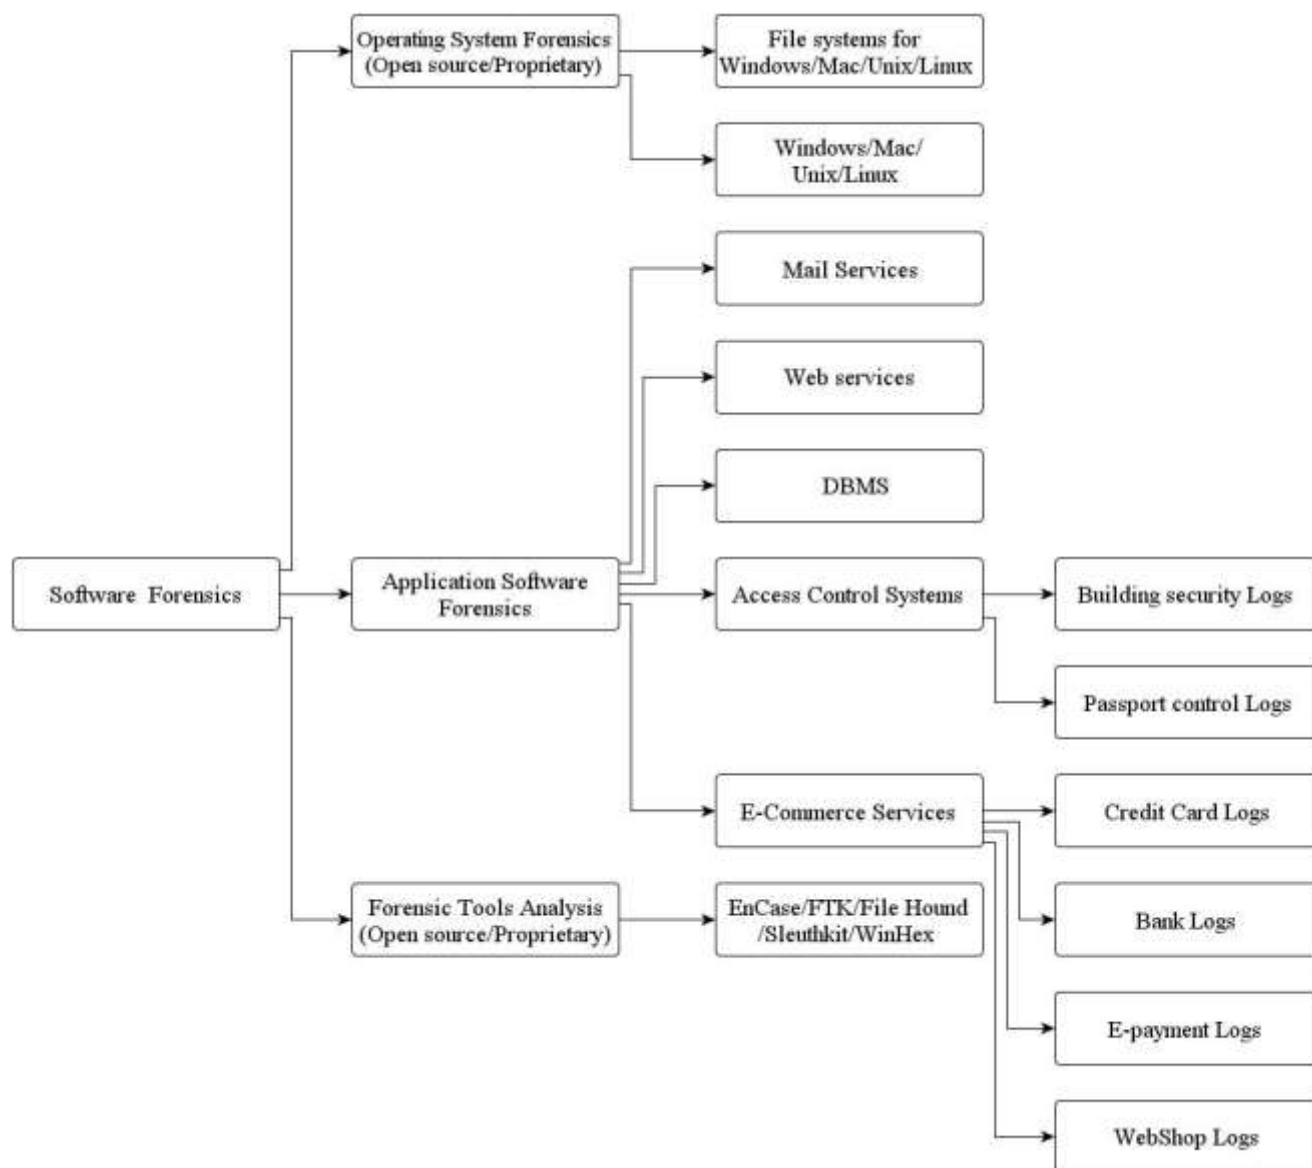 Operating System Forensics
(Open source/Proprietary)
File systems for
Windows/Mac/Unix/Linux
Windows/Mac/
Unix/Linux
Mail Services
Web services
DBMS
Software Forensics
Application Software
Forensics
Access Control Systems
Building security Logs
Passport control Logs
E-Commerce Services
Credit Card Logs
Forensic Tools Analysis
(Open source/Proprietary)
EnCase/FTK/File Hound
/Sleuthkit/WinHex
Bank Logs
E-payment Logs
WebShop Logs